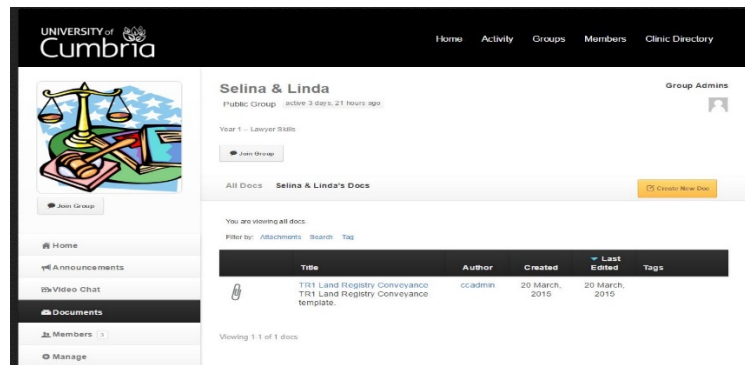 UNIVERSITY of
Cumbria
Home Activity Groups Members Clinic Directory
Selina & Linda
Public Group active 3 days, 21 hours ago
Year 1 – Lawyer Skills
Join Group
Group Admins
Join Group
Home
Announcements
Video Chat
Documents
Members 3
Manage
All Docs Selina & Linda's Docs
Create New Doc
You are viewing all docs.
Filter by: Attachments Search Tag
Title Author Created Last Edited Tags
TR1 Land Registry Conveyance ccadmin 20 March, 2015 20 March, 2015
TR1 Land Registry Conveyance
template.
Viewing 1-1 of 1 docs